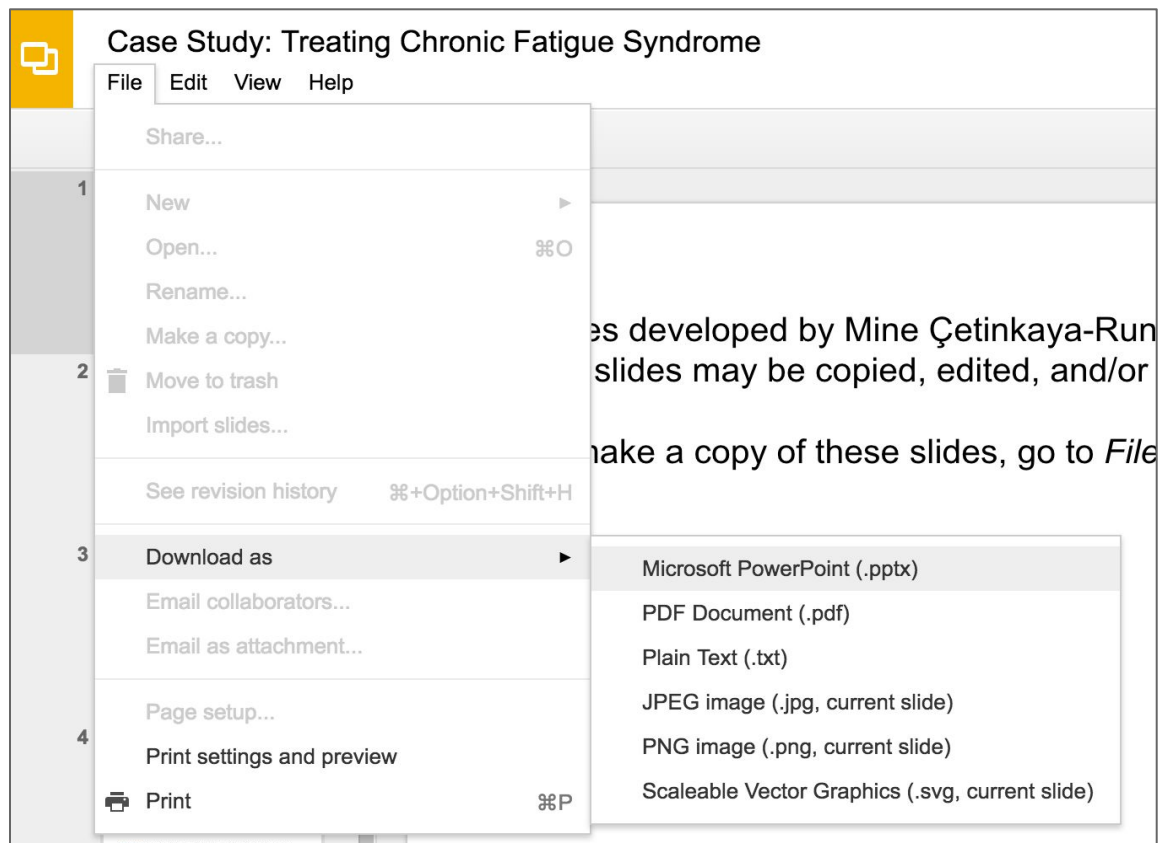 Case Study: Treating Chronic Fatigue Syndrome
File Edit View Help
Share...
1
New
Open... ⌘O
Rename...
es developed by Mine Çetinkaya-Run
Make a copy...
2
Move to trash
slides may be copied, edited, and/or
Import slides...
make a copy of these slides, go to File
See revision history ⌘+Option+Shift+H
3
Download as
Microsoft PowerPoint (.pptx)
Email collaborators...
PDF Document (.pdf)
Email as attachment...
Plain Text (.txt)
Page setup...
JPEG image (.jpg, current slide)
4
Print settings and preview
PNG image (.png, current slide)
Print ⌘P
Scaleable Vector Graphics (.svg, current slide)